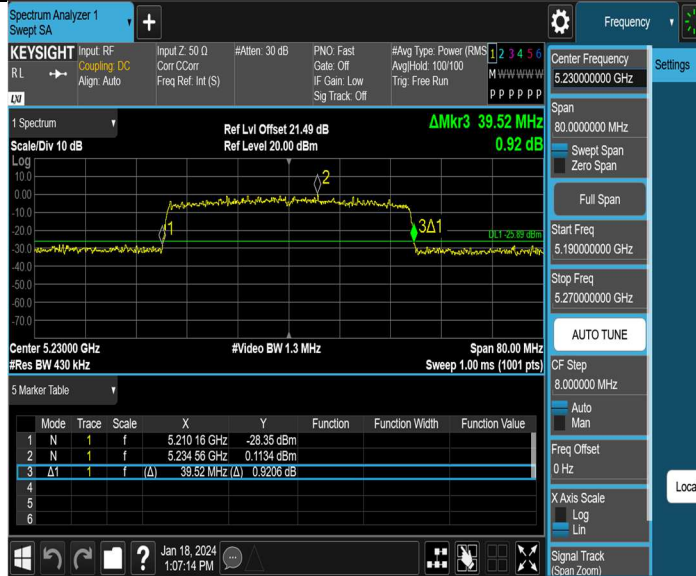 Spectrum Analyzer 1
Swept SA
Frequency
KEYSIGHT
RL
LXI
Input: RF
Coupling: DC
Align: Auto
Input Z: 50 Ω
Corr CCorr
Freq Ref: Int (S)
#Atten: 30 dB
PNO: Fast
Gate: Off
IF Gain: Low
Sig Track: Off
#Avg Type: Power (RMS
Avg|Hold: 100/100
Trig: Free Run
1 2 3 4 5 6
M W W W W W
P P P P P P
1 Spectrum
Scale/Div 10 dB
Ref Lvl Offset 21.49 dB
Ref Level 20.00 dBm
ΔMkr3 39.52 MHz
0.92 dB
Log
10.0
0.00
-10.0
-20.0
-30.0
-40.0
-50.0
-60.0
-70.0
1
2
3Δ1
DL1 -25.89 dBm
Center 5.23000 GHz
#Video BW 1.3 MHz
Span 80.00 MHz
#Res BW 430 kHz
Sweep 1.00 ms (1001 pts)
5 Marker Table
Mode Trace Scale X Y Function Function Width Function Value
1 N 1 f 5.210 16 GHz -28.35 dBm
2 N 1 f 5.234 56 GHz 0.1134 dBm
3 Δ1 1 f (Δ) 39.52 MHz (Δ) 0.9206 dB
4
5
6
Jan 18, 2024
1:07:14 PM
Center Frequency
5.230000000 GHz
Settings
Span
80.0000000 MHz
Swept Span
Zero Span
Full Span
Start Freq
5.190000000 GHz
Stop Freq
5.270000000 GHz
AUTO TUNE
CF Step
8.000000 MHz
Auto
Man
Freq Offset
0 Hz
X Axis Scale
Log
Lin
Signal Track
(Span Zoom)
Loca